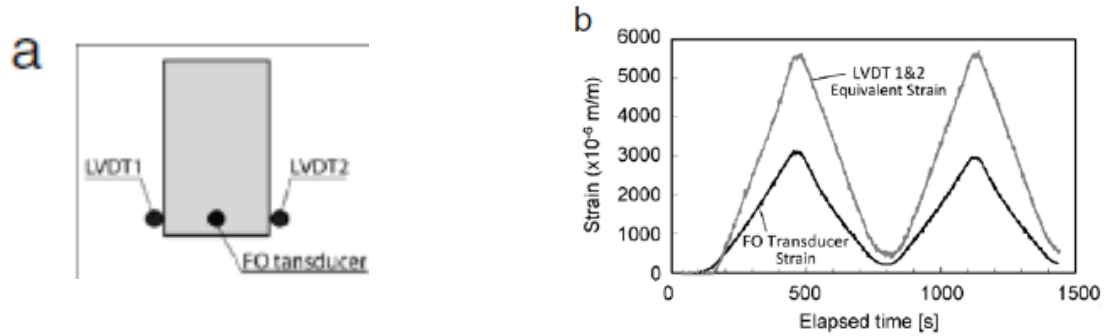 a
LVDT1
LVDT2
FO tansducer
b
6000
5000
4000
3000
2000
1000
0
Strain (x10⁻⁶ m/m)
LVDT 1&2
Equivalent Strain
FO Transducer
Strain
0
500
1000
1500
Elapsed time [s]